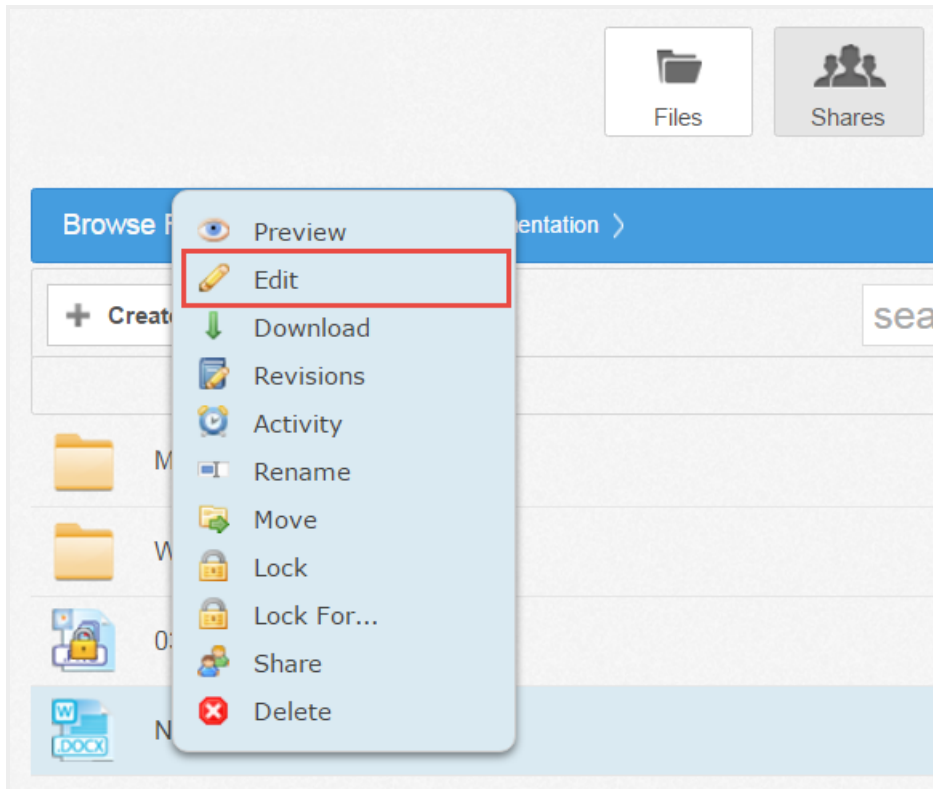 Files
Shares
Browse
entation
Preview
Edit
Create
sea
Download
Revisions
Activity
Rename
Move
Lock
Lock For...
Share
W
.DOCX
Delete